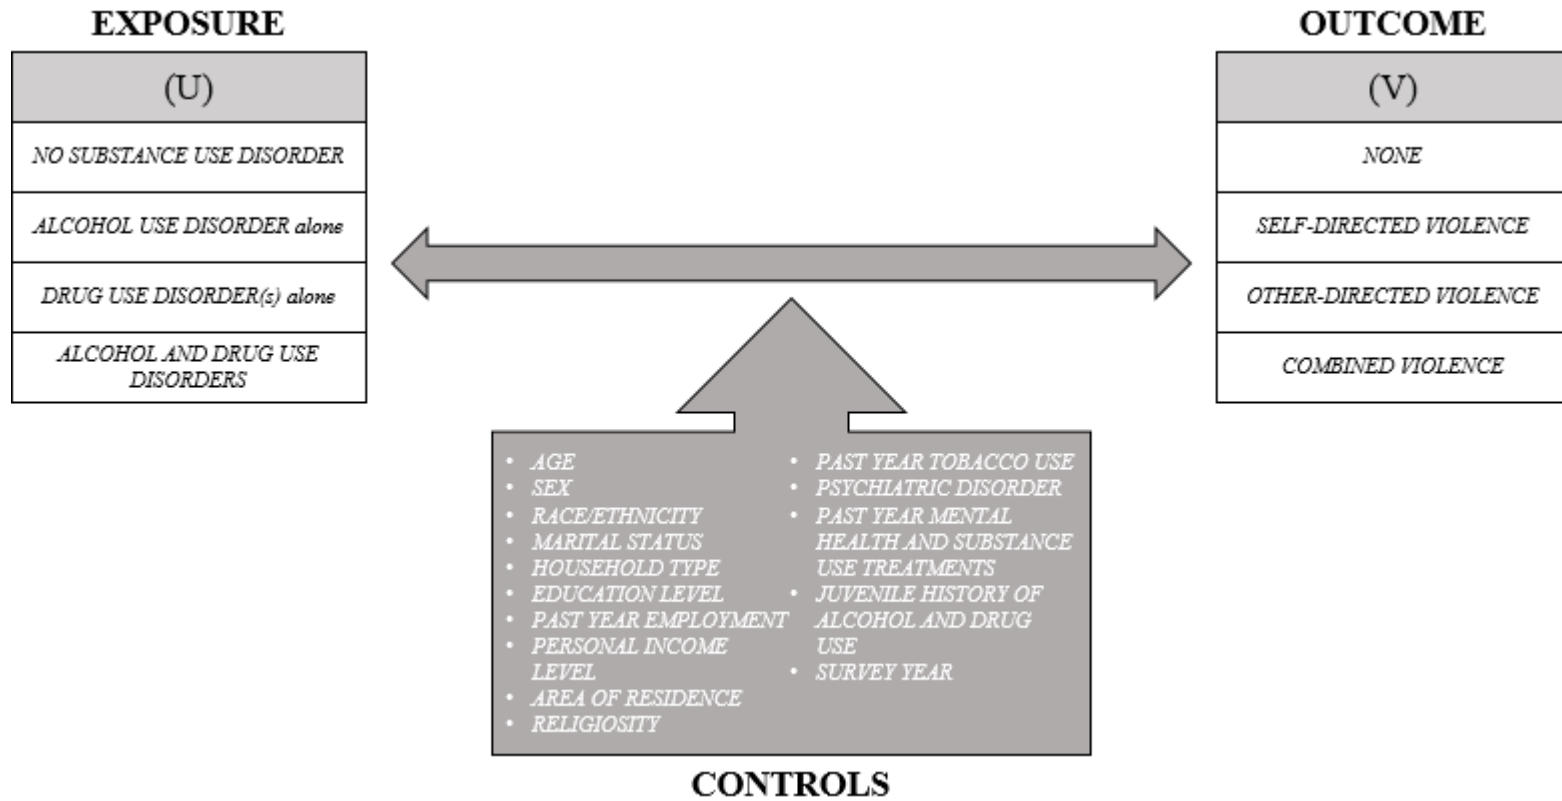 EXPOSURE
(U)
NO SUBSTANCE USE DISORDER
ALCOHOL USE DISORDER alone
DRUG USE DISORDER(s) alone
ALCOHOL AND DRUG USE
DISORDERS
OUTCOME
(V)
NONE
SELF-DIRECTED VIOLENCE
OTHER-DIRECTED VIOLENCE
COMBINED VIOLENCE
• AGE
• SEX
• RACE/ETHNICITY
• MARITAL STATUS
• HOUSEHOLD TYPE
• EDUCATION LEVEL
• PAST YEAR EMPLOYMENT
• PERSONAL INCOME
LEVEL
• AREA OF RESIDENCE
• RELIGIOSITY
• PAST YEAR TOBACCO USE
• PSYCHIATRIC DISORDER
• PAST YEAR MENTAL
HEALTH AND SUBSTANCE
USE TREATMENTS
• JUVENILE HISTORY OF
ALCOHOL AND DRUG
USE
• SURVEY YEAR
CONTROLS